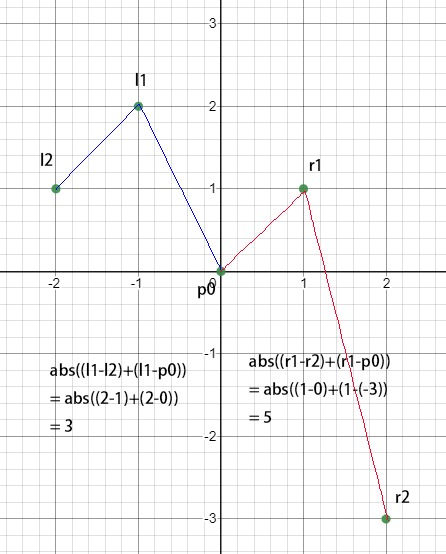 3
l1
2
l2
r1
1
-2
-1
0
1
2
p0
-1
abs((l1-l2)+(l1-p0))
= abs((2-1)+(2-0))
= 3
abs((r1-r2)+(r1-p0))
= abs((1-0)+(1-(-3))
= 5
-2
r2
-3